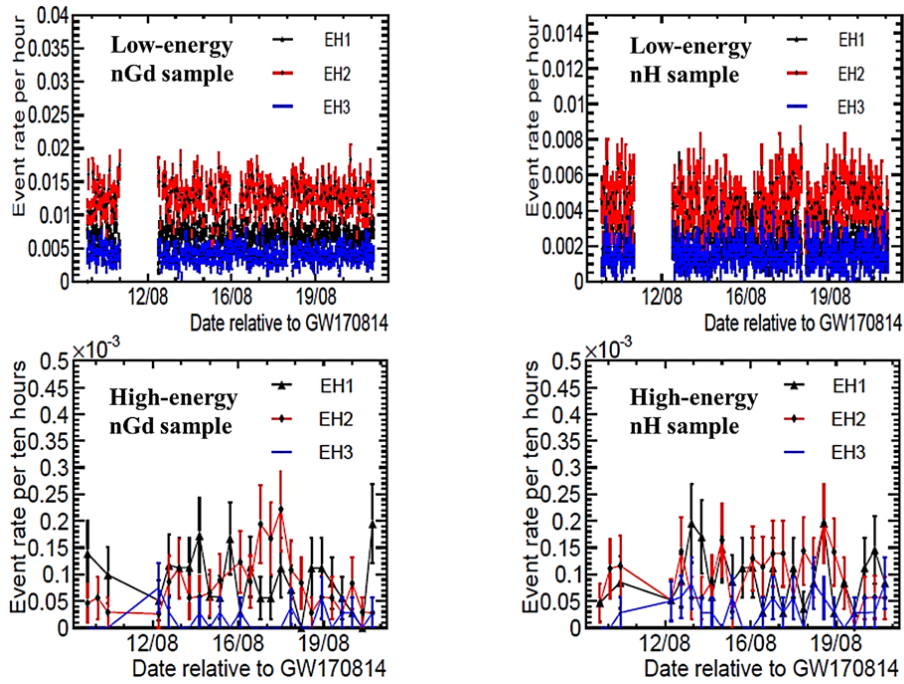 Event rate per hour
0.04
0.035
0.03
0.025
0.02
0.015
0.01
0.005
0
Low-energy
nGd sample
EH1
EH2
EH3
12/08
16/08
19/08
Date relative to GW170814
Event rate per hour
0.014
0.012
0.01
0.008
0.006
0.004
0.002
0
Low-energy
nH sample
EH1
EH2
EH3
12/08
16/08
19/08
Date relative to GW170814
×10⁻³
Event rate per ten hours
0.5
0.45
0.4
0.35
0.3
0.25
0.2
0.15
0.1
0.05
0
High-energy
nGd sample
EH1
EH2
EH3
12/08
16/08
19/08
Date relative to GW170814
×10⁻³
Event rate per ten hours
0.5
0.45
0.4
0.35
0.3
0.25
0.2
0.15
0.1
0.05
0
High-energy
nH sample
EH1
EH2
EH3
12/08
16/08
19/08
Date relative to GW170814